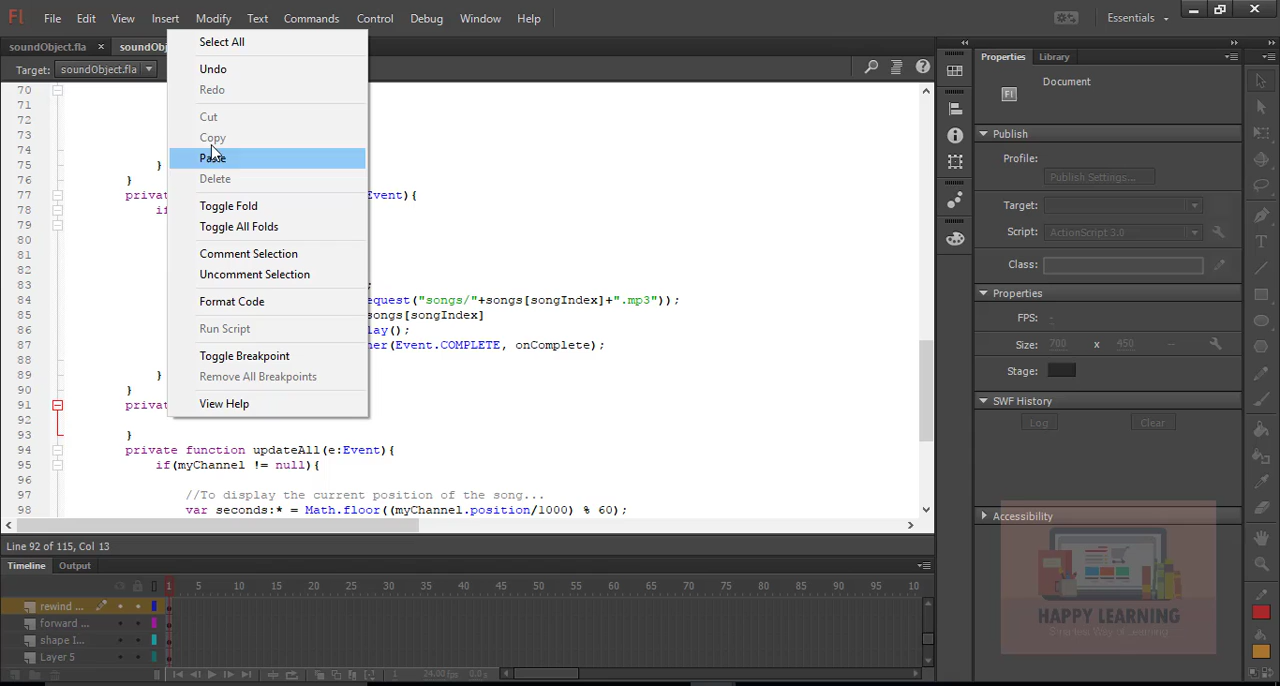 Fl File Edit View Insert Modify Text Commands Control Debug Window Help Essentials
soundObject.fla × soundObj
Target: soundObject.fla
Select All
Undo
Redo
Cut
Copy
Paste
Delete
Toggle Fold
Toggle All Folds
Comment Selection
Uncomment Selection
Format Code
Run Script
Toggle Breakpoint
Remove All Breakpoints
View Help
70
71
72
73
74
75 }
76 }
77 Event){
78 if
79
80
81
82
83 ;
84 equest("songs/"+songs[songIndex]+".mp3"));
85 songs[songIndex]
86 lay();
87 ner(Event.COMPLETE, onComplete);
88
89 }
90 }
91
92
93 }
94 private function updateAll(e:Event){
95 if(myChannel != null){
96
97 //To display the current position of the song...
98 var seconds:* = Math.floor((myChannel.position/1000) % 60);
Line 92 of 115, Col 13
Properties Library
Fl Document
Publish
Profile:
Publish Settings...
Target:
Script: ActionScript 3.0
Class:
Properties
FPS: -
Size: 700 x 450
Stage:
SWF History
Log Clear
Accessibility
HAPPY LEARNING
Timeline Output
1 5 10 15 20 25 30 35 40 45 50 55 60 65 70 75 80 85 90 95 10
rewind ...
forward ...
shape I...
Layer 5
1 24.00 fps 0.0 s